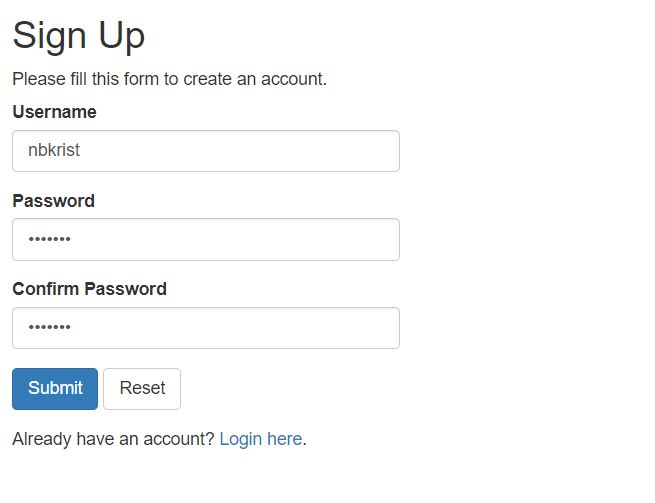 Sign Up
Please fill this form to create an account.
Username
nbkrist
Password
•••••••
Confirm Password
•••••••
Submit Reset
Already have an account? Login here.